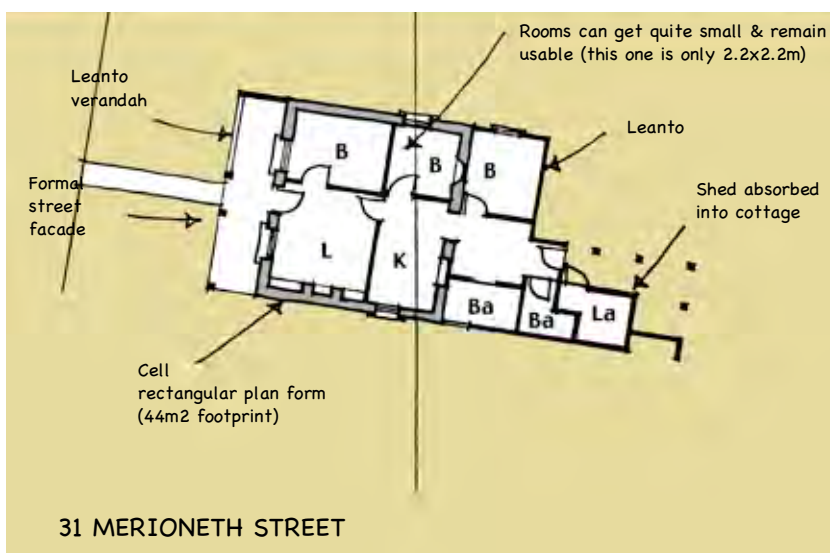 Rooms can get quite small & remain
usable (this one is only 2.2x2.2m)
Leanto
verandah
Leanto
Formal
street
facade
Shed absorbed
into cottage
B
B
B
L
K
Ba
Ba
La
Cell
rectangular plan form
(44m2 footprint)
31 MERIONETH STREET